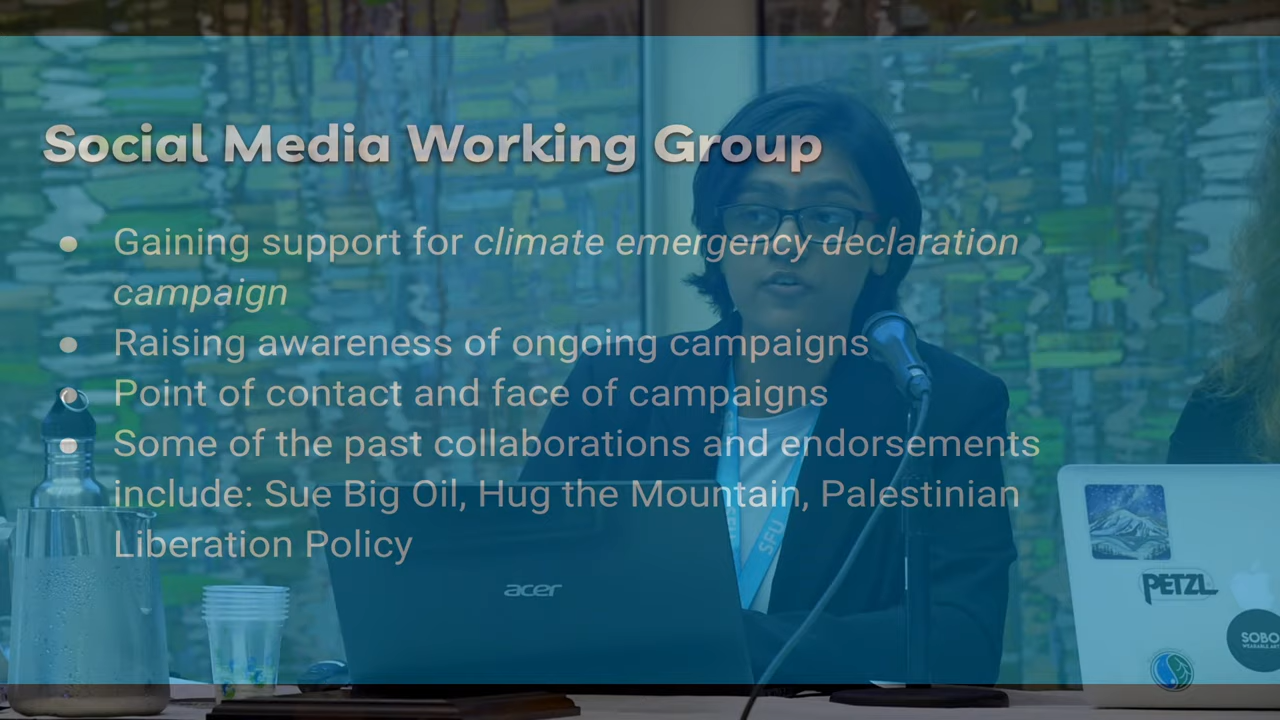 Social Media Working Group
● Gaining support for climate emergency declaration
campaign
● Raising awareness of ongoing campaigns
● Point of contact and face of campaigns
● Some of the past collaborations and endorsements
include: Sue Big Oil, Hug the Mountain, Palestinian
Liberation Policy
SFU
acer
PETZL
SOBO
WEARABLE ART